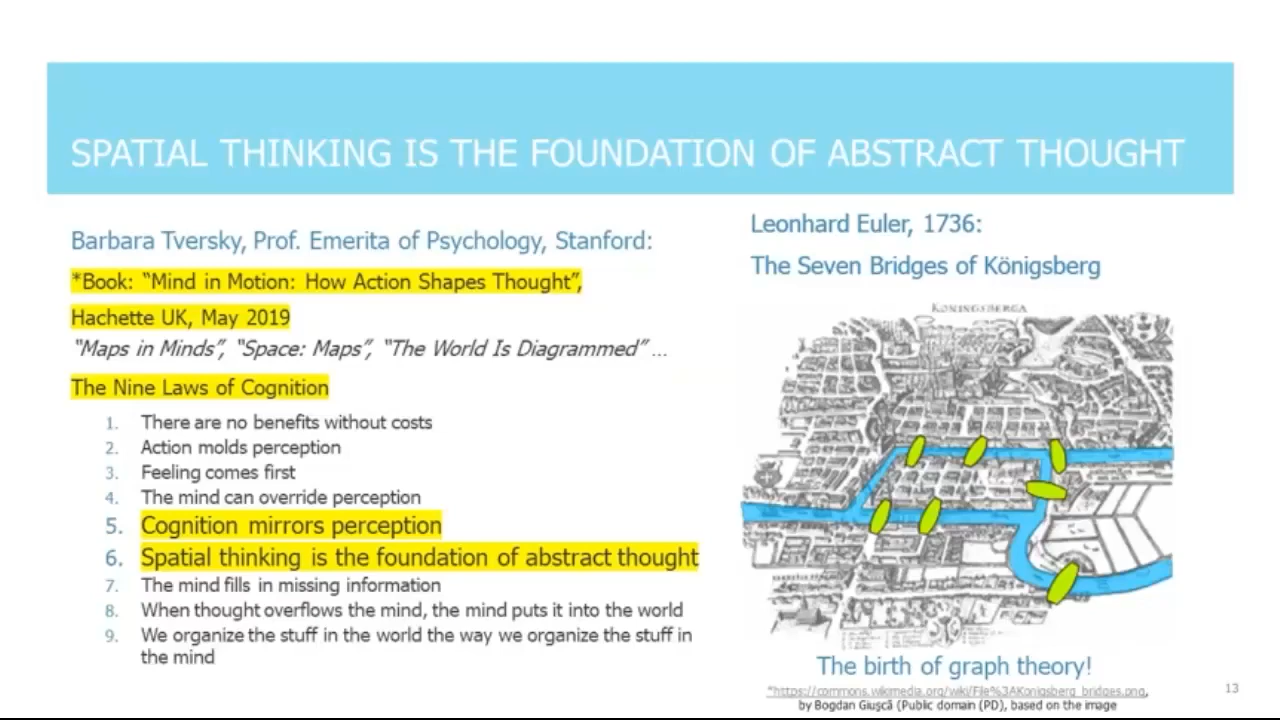 SPATIAL THINKING IS THE FOUNDATION OF ABSTRACT THOUGHT
Barbara Tversky, Prof. Emerita of Psychology, Stanford:
*Book: “Mind in Motion: How Action Shapes Thought”,
Hachette UK, May 2019
“Maps in Minds”, “Space: Maps”, “The World Is Diagrammed” ...
The Nine Laws of Cognition
1. There are no benefits without costs
2. Action molds perception
3. Feeling comes first
4. The mind can override perception
5. Cognition mirrors perception
6. Spatial thinking is the foundation of abstract thought
7. The mind fills in missing information
8. When thought overflows the mind, the mind puts it into the world
9. We organize the stuff in the world the way we organize the stuff in
the mind
Leonhard Euler, 1736:
The Seven Bridges of Königsberg
KONINGSBERGA
The birth of graph theory!
*https://commons.wikimedia.org/wiki/File%3AKonigsberg_bridges.png,
by Bogdan Giuşcă (Public domain (PD), based on the image
13